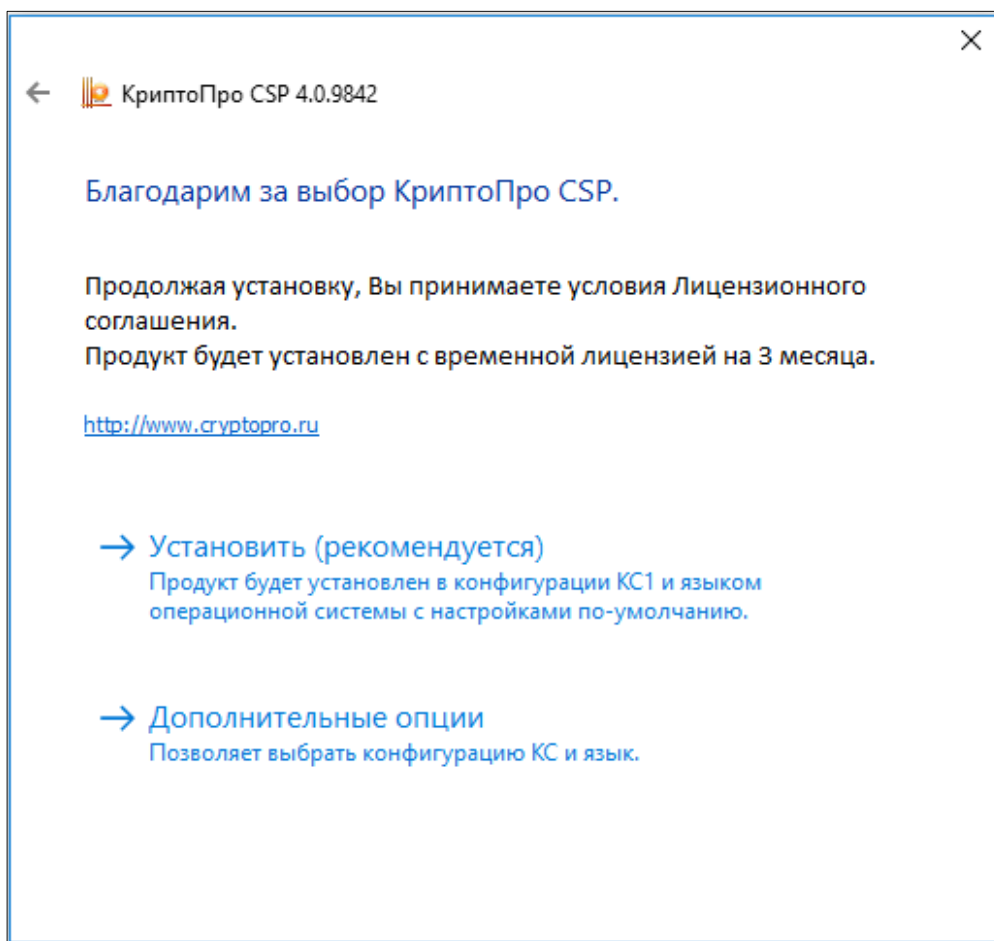 КриптоПро CSP 4.0.9842
Благодарим за выбор КриптоПро CSP.
Продолжая установку, Вы принимаете условия Лицензионного
соглашения.
Продукт будет установлен с временной лицензией на 3 месяца.
http://www.cryptopro.ru
Установить (рекомендуется)
Продукт будет установлен в конфигурации КС1 и языком
операционной системы с настройками по-умолчанию.
Дополнительные опции
Позволяет выбрать конфигурацию КС и язык.